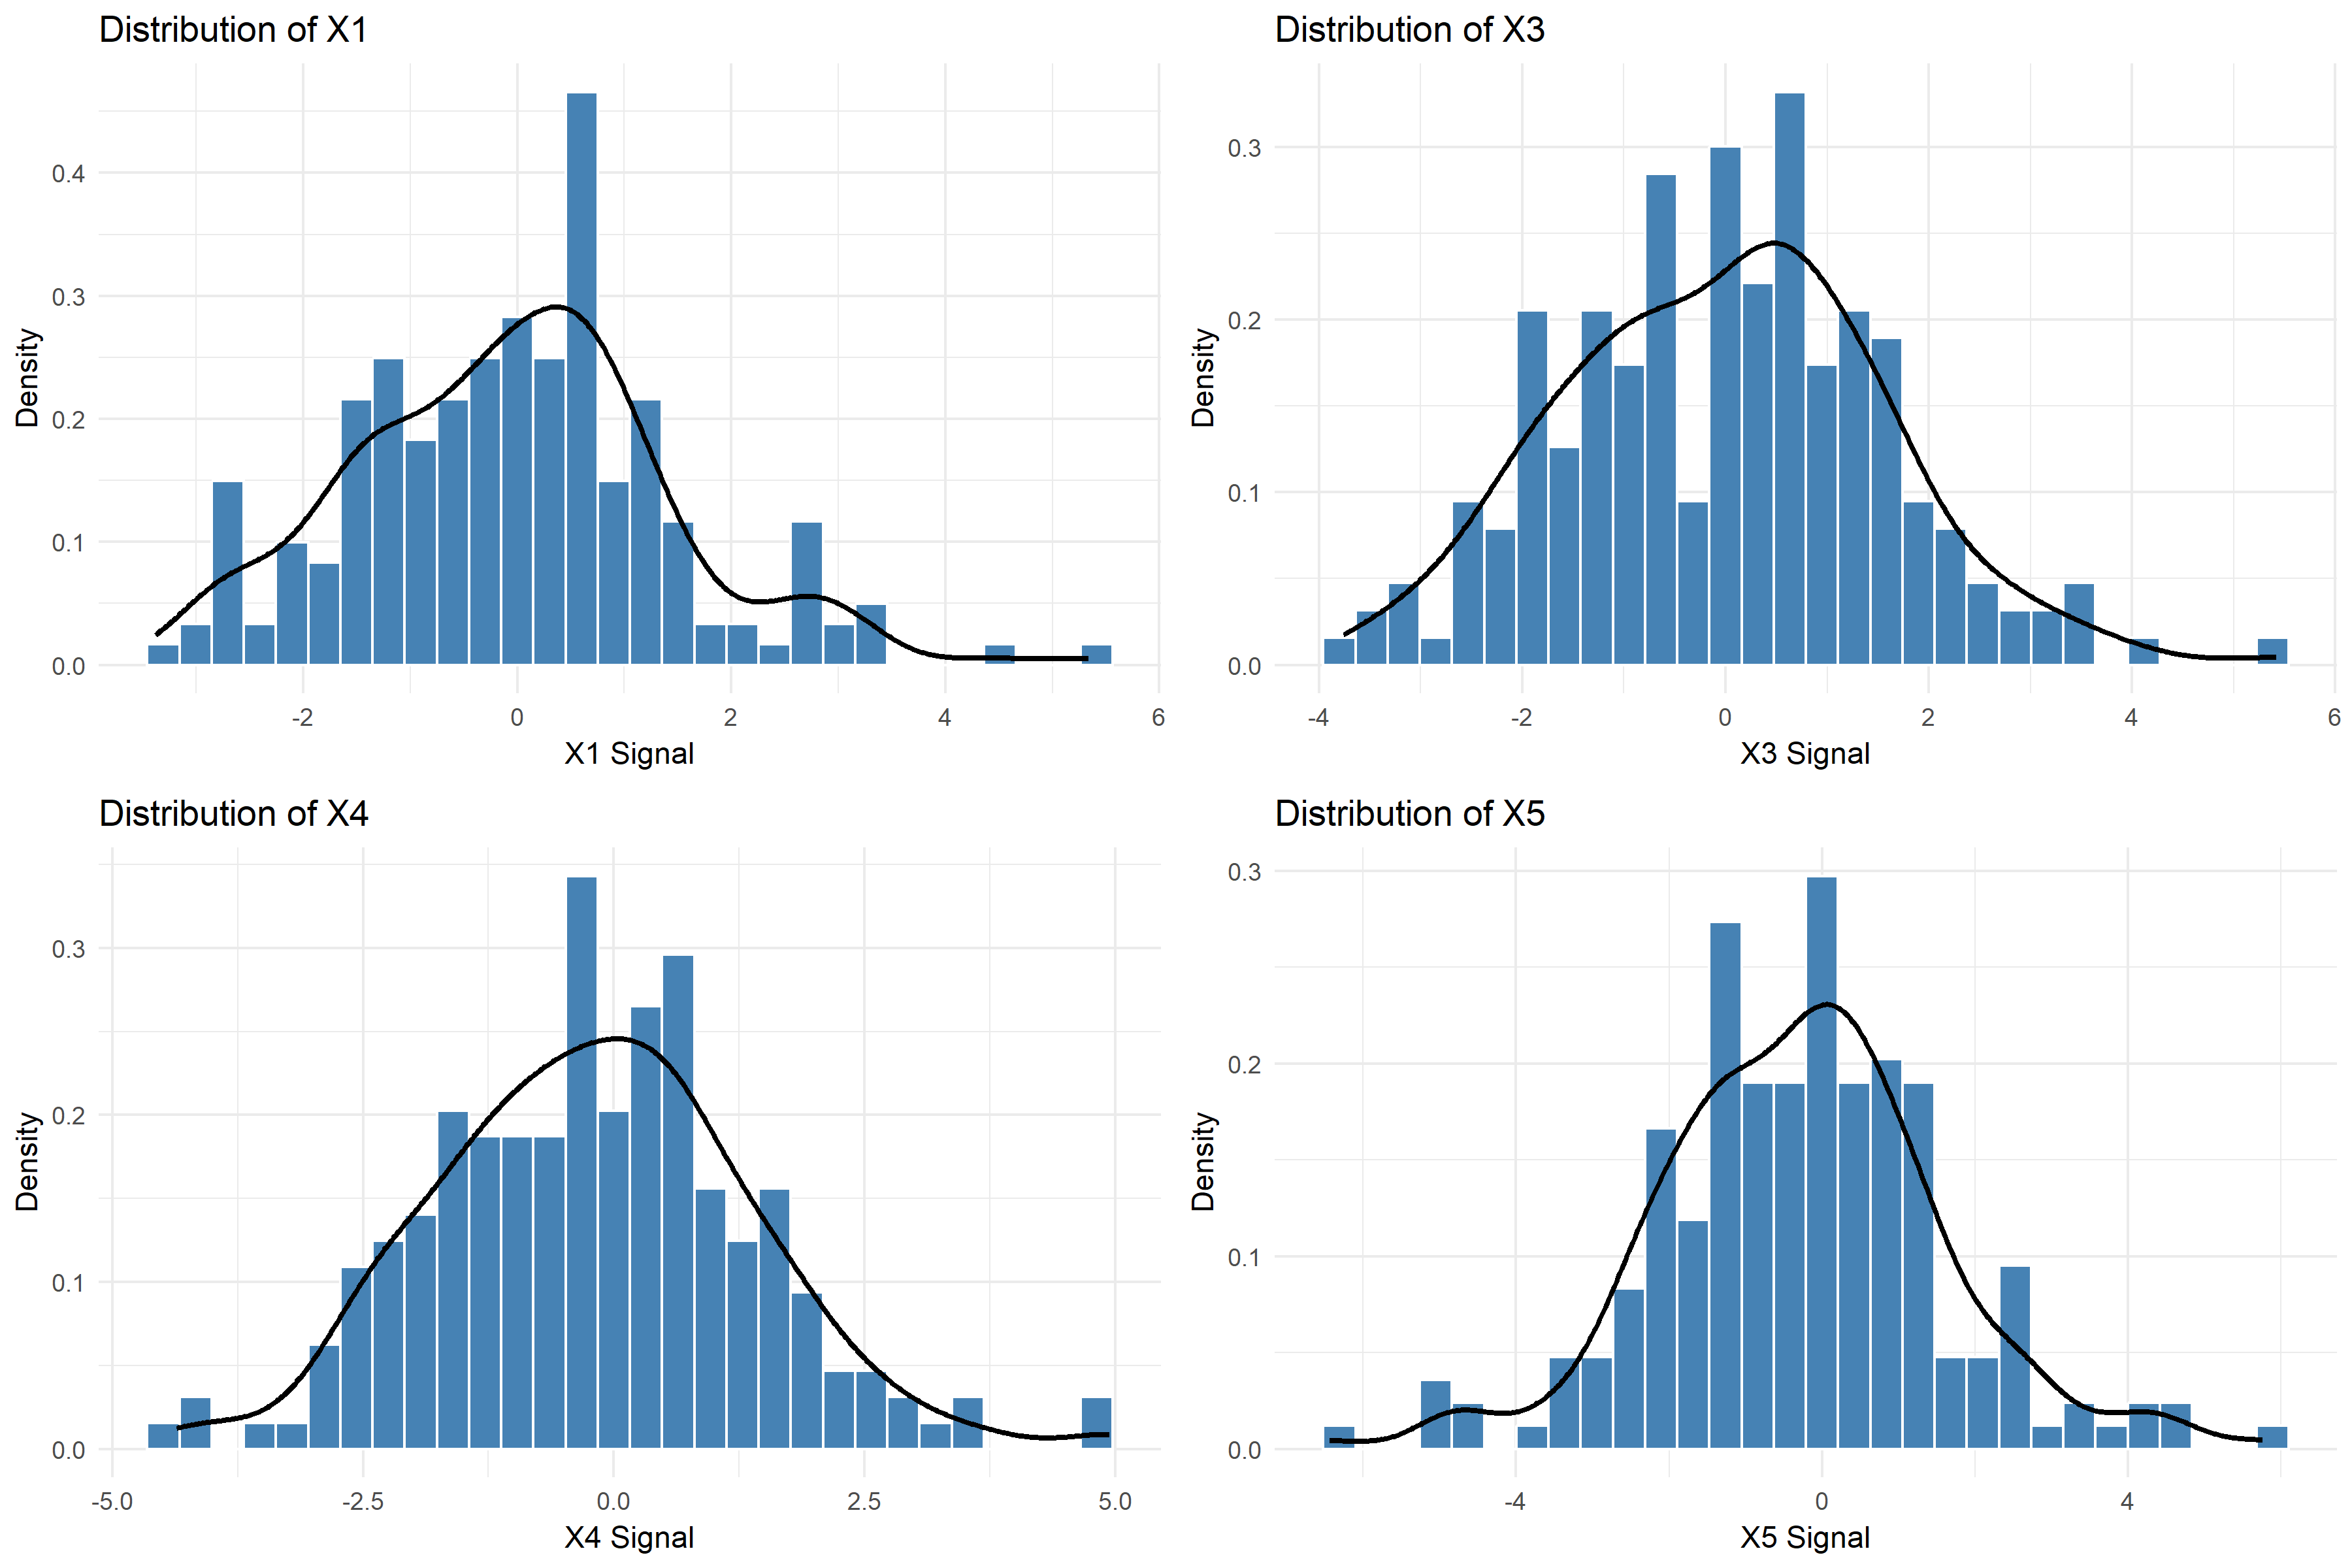 Distribution of X1
Density
0.4
0.3
0.2
0.1
0.0
-2 0 2 4 6
X1 Signal
Distribution of X3
Density
0.3
0.2
0.1
0.0
-4 -2 0 2 4 6
X3 Signal
Distribution of X4
Density
0.3
0.2
0.1
0.0
-5.0 -2.5 0.0 2.5 5.0
X4 Signal
Distribution of X5
Density
0.3
0.2
0.1
0.0
-4 0 4
X5 Signal